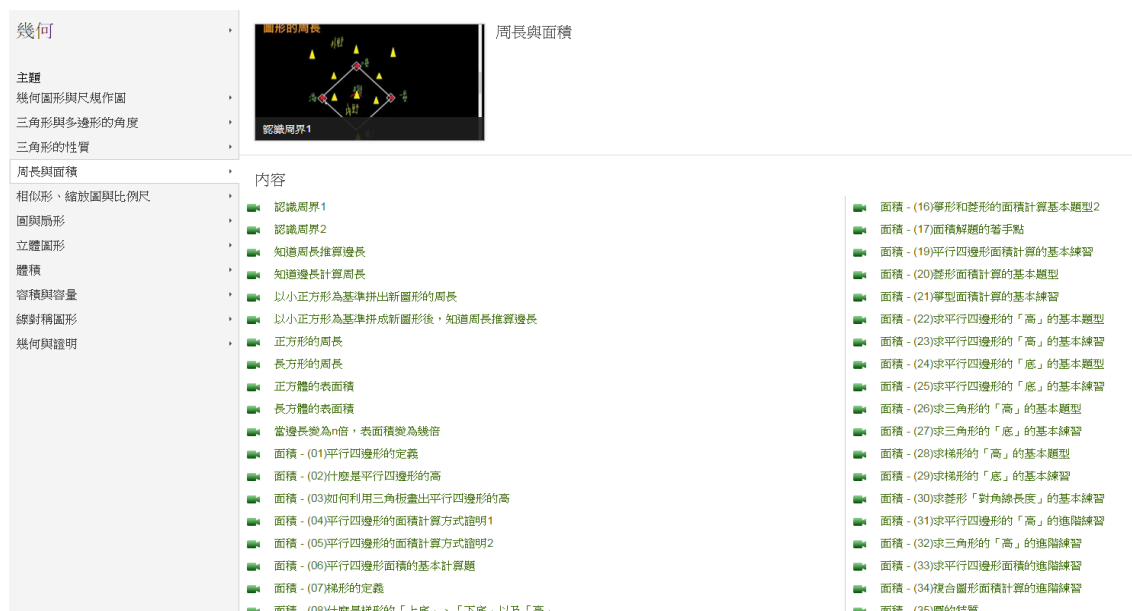 幾何
主題
幾何圖形與尺規作圖
三角形與多邊形的角度
三角形的性質
周長與面積
相似形、縮放圖與比例尺
圓與扇形
立體圖形
體積
容積與容量
線對稱圖形
幾何與證明
圖形的周長
認識周界1
周長與面積
內容
認識周界1
認識周界2
知道周長推算邊長
知道邊長計算周長
以小正方形為基準拼出新圖形的周長
以小正方形為基準拼成新圖形後，知道周長推算邊長
正方形的周長
長方形的周長
正方體的表面積
長方體的表面積
當邊長變為n倍，表面積變為幾倍
面積 - (01)平行四邊形的定義
面積 - (02)什麼是平行四邊形的高
面積 - (03)如何利用三角板畫出平行四邊形的高
面積 - (04)平行四邊形的面積計算方式證明1
面積 - (05)平行四邊形的面積計算方式證明2
面積 - (06)平行四邊形面積的基本計算題
面積 - (07)梯形的定義
面積 - (08)什麼是梯形的「上底」、「下底」以及「高」
面積 - (16)箏形和菱形的面積計算基本題型2
面積 - (17)面積解題的著手點
面積 - (19)平行四邊形面積計算的基本練習
面積 - (20)菱形面積計算的基本題型
面積 - (21)箏型面積計算的基本練習
面積 - (22)求平行四邊形的「高」的基本題型
面積 - (23)求平行四邊形的「高」的基本練習
面積 - (24)求平行四邊形的「底」的基本題型
面積 - (25)求平行四邊形的「底」的基本練習
面積 - (26)求三角形的「高」的基本題型
面積 - (27)求三角形的「底」的基本練習
面積 - (28)求梯形的「高」的基本題型
面積 - (29)求梯形的「底」的基本練習
面積 - (30)求菱形「對角線長度」的基本練習
面積 - (31)求平行四邊形的「高」的進階練習
面積 - (32)求三角形的「高」的進階練習
面積 - (33)求平行四邊形面積的進階練習
面積 - (34)複合圖形面積計算的進階練習
面積 - (35)圓的特質